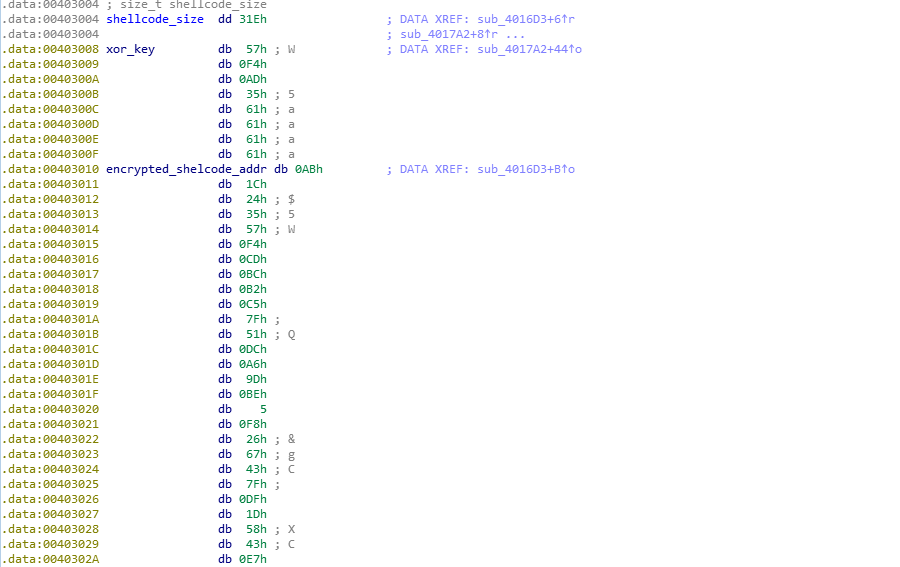 .data:00403004 ; size_t shellcode_size
.data:00403004 shellcode_size dd 31Eh ; DATA XREF: sub_4016D3+6↑r
.data:00403004 ; sub_4017A2+8↑r ...
.data:00403008 xor_key db 57h ; W ; DATA XREF: sub_4017A2+44↑o
.data:00403009 db 0F4h
.data:0040300A db 0ADh
.data:0040300B db 35h ; 5
.data:0040300C db 61h ; a
.data:0040300D db 61h ; a
.data:0040300E db 61h ; a
.data:0040300F db 61h ; a
.data:00403010 encrypted_shelcode_addr db 0ABh ; DATA XREF: sub_4016D3+B↑o
.data:00403011 db 1Ch
.data:00403012 db 24h ; $
.data:00403013 db 35h ; 5
.data:00403014 db 57h ; W
.data:00403015 db 0F4h
.data:00403016 db 0CDh
.data:00403017 db 0BCh
.data:00403018 db 0B2h
.data:00403019 db 0C5h
.data:0040301A db 7Fh ;
.data:0040301B db 51h ; Q
.data:0040301C db 0DCh
.data:0040301D db 0A6h
.data:0040301E db 9Dh
.data:0040301F db 0BEh
.data:00403020 db 5
.data:00403021 db 0F8h
.data:00403022 db 26h ; &
.data:00403023 db 67h ; g
.data:00403024 db 43h ; C
.data:00403025 db 7Fh ;
.data:00403026 db 0DFh
.data:00403027 db 1Dh
.data:00403028 db 58h ; X
.data:00403029 db 43h ; C
.data:0040302A db 0E7h